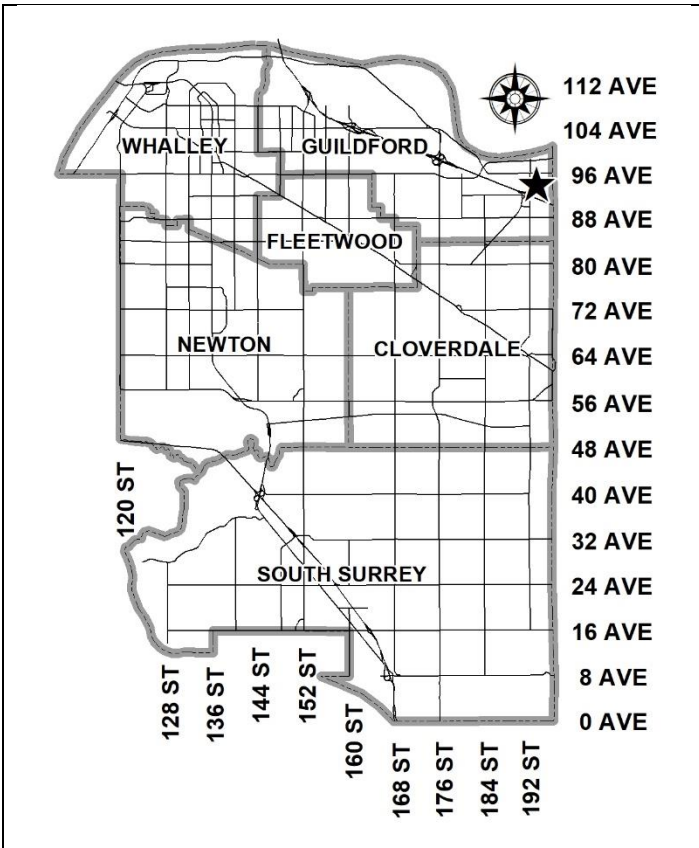 112 AVE
104 AVE
WHALLEY
GUILDFORD
96 AVE
88 AVE
FLEETWOOD
80 AVE
72 AVE
NEWTON
CLOVERDALE
64 AVE
56 AVE
48 AVE
120 ST
40 AVE
32 AVE
SOUTH SURREY
24 AVE
16 AVE
128 ST
136 ST
144 ST
152 ST
160 ST
8 AVE
0 AVE
168 ST
176 ST
184 ST
192 ST